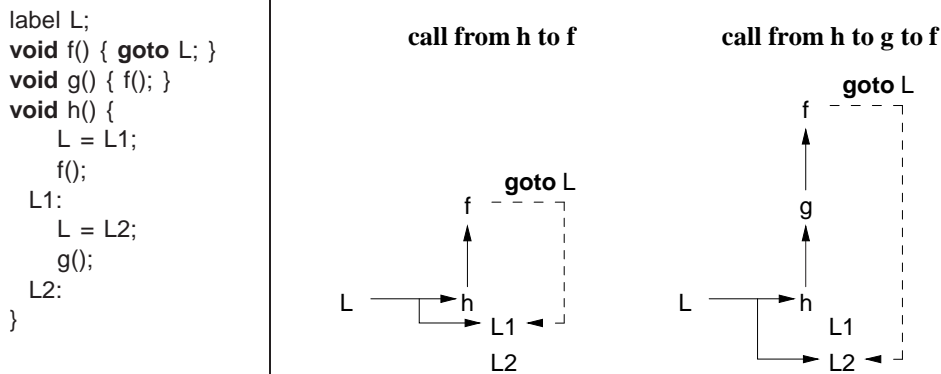 label L;
void f() { goto L; }
void g() { f(); }
void h() {
L = L1;
f();
L1:
L = L2;
g();
L2:
}
call from h to f
goto L
f
L
h
L1
L2
call from h to g to f
goto L
f
g
L
h
L1
L2